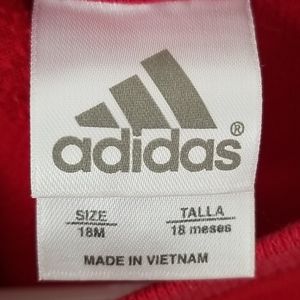 adidas®
SIZE TALLA
18M 18 meses
MADE IN VIETNAM